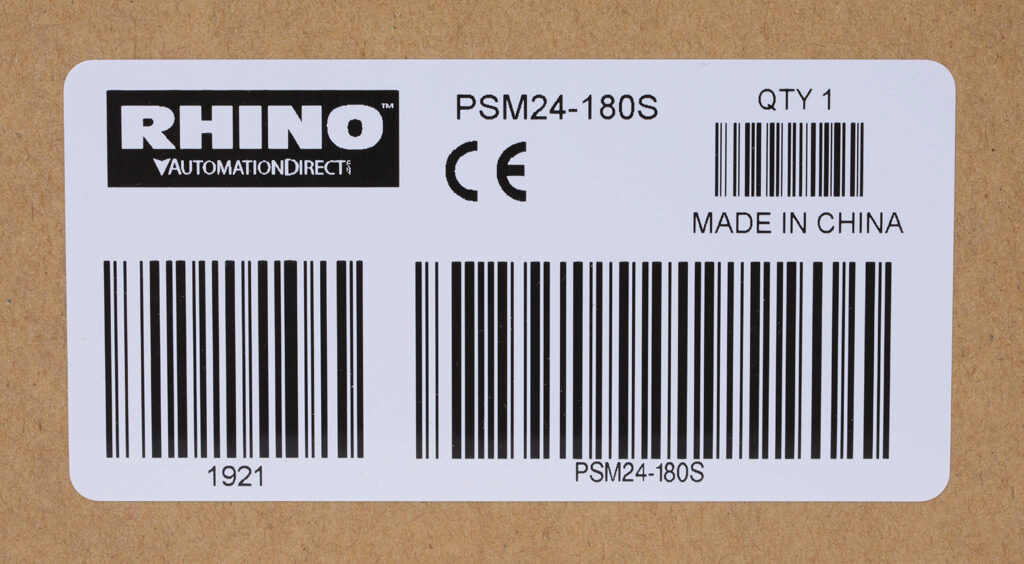 RHINO™
AUTOMATIONDIRECT
PSM24-180S
CE
QTY 1
MADE IN CHINA
1921
PSM24-180S